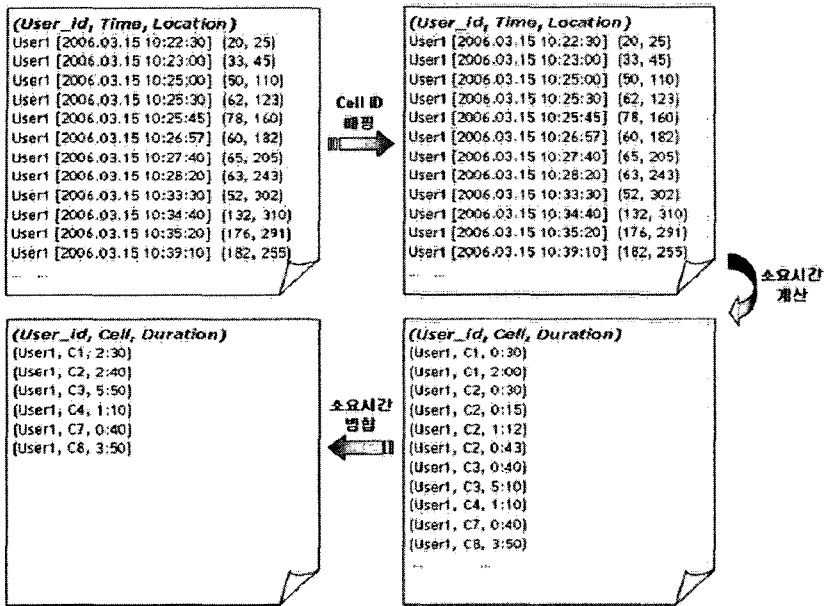 (User_id, Time, Location)
User1 [2006.03.15 10:22:30] (20, 25)
User1 [2006.03.15 10:23:00] (33, 45)
User1 [2006.03.15 10:25:00] (50, 110)
User1 [2006.03.15 10:25:30] (62, 123)
User1 [2006.03.15 10:25:45] (78, 160)
User1 [2006.03.15 10:26:57] (60, 182)
User1 [2006.03.15 10:27:40] (65, 205)
User1 [2006.03.15 10:28:20] (63, 243)
User1 [2006.03.15 10:33:30] (52, 302)
User1 [2006.03.15 10:34:40] (132, 310)
User1 [2006.03.15 10:35:20] (176, 291)
User1 [2006.03.15 10:39:10] (182, 255)
... ...
Cell ID
매핑
(User_id, Time, Location)
User1 [2006.03.15 10:22:30] (20, 25)
User1 [2006.03.15 10:23:00] (33, 45)
User1 [2006.03.15 10:25:00] (50, 110)
User1 [2006.03.15 10:25:30] (62, 123)
User1 [2006.03.15 10:25:45] (78, 160)
User1 [2006.03.15 10:26:57] (60, 182)
User1 [2006.03.15 10:27:40] (65, 205)
User1 [2006.03.15 10:28:20] (63, 243)
User1 [2006.03.15 10:33:30] (52, 302)
User1 [2006.03.15 10:34:40] (132, 310)
User1 [2006.03.15 10:35:20] (176, 291)
User1 [2006.03.15 10:39:10] (182, 255)
... ...
소요시간
계산
(User_id, Cell, Duration)
(User1, C1, 0:30)
(User1, C1, 2:00)
(User1, C2, 0:30)
(User1, C2, 0:15)
(User1, C2, 1:12)
(User1, C2, 0:43)
(User1, C3, 0:40)
(User1, C3, 5:10)
(User1, C4, 1:10)
(User1, C7, 0:40)
(User1, C8, 3:50)
... ...
소요시간
병합
(User_id, Cell, Duration)
(User1, C1, 2:30)
(User1, C2, 2:40)
(User1, C3, 5:50)
(User1, C4, 1:10)
(User1, C7, 0:40)
(User1, C8, 3:50)